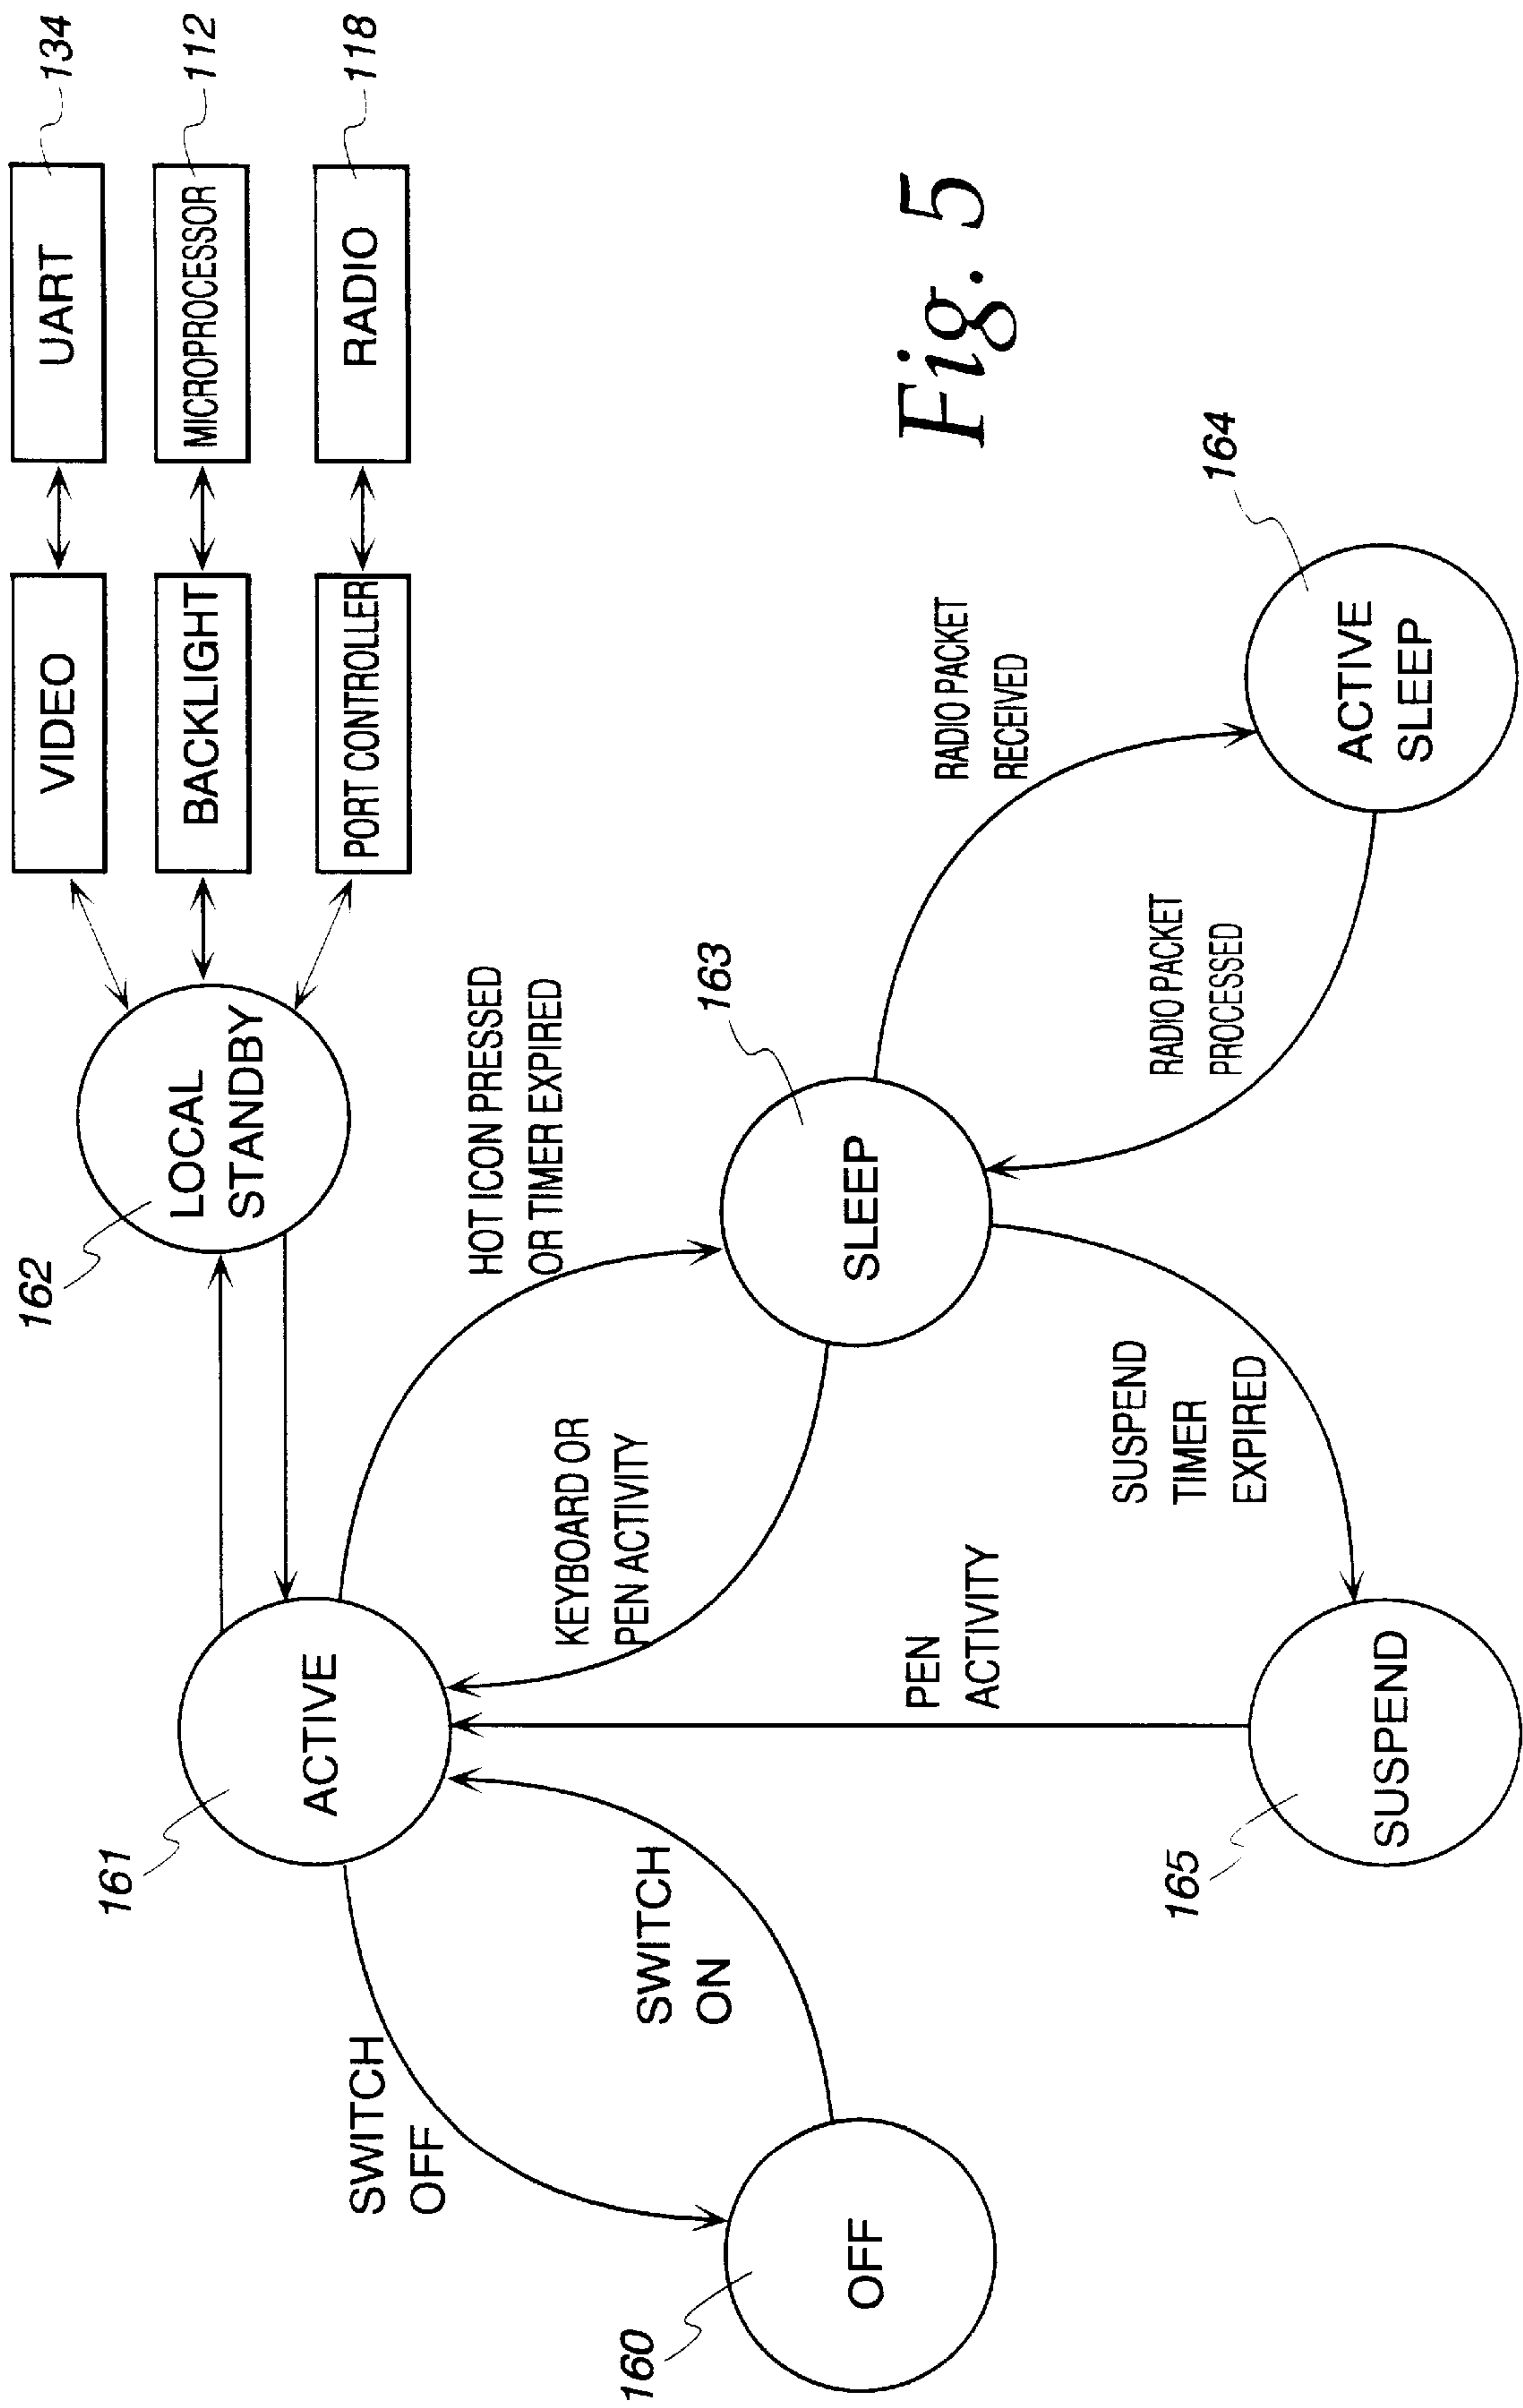 VIDEO
UART
134
162
LOCAL
STANDBY
BACKLIGHT
MICROPROCESSOR
112
PORT CONTROLLER
RADIO
118
161
ACTIVE
HOT ICON PRESSED
OR TIMER EXPIRED
SWITCH
OFF
KEYBOARD OR
PEN ACTIVITY
SWITCH
ON
163
SLEEP
160
OFF
Fig. 5
PEN
ACTIVITY
RADIO PACKET
RECEIVED
SUSPEND
TIMER
EXPIRED
RADIO PACKET
PROCESSED
165
SUSPEND
164
ACTIVE
SLEEP